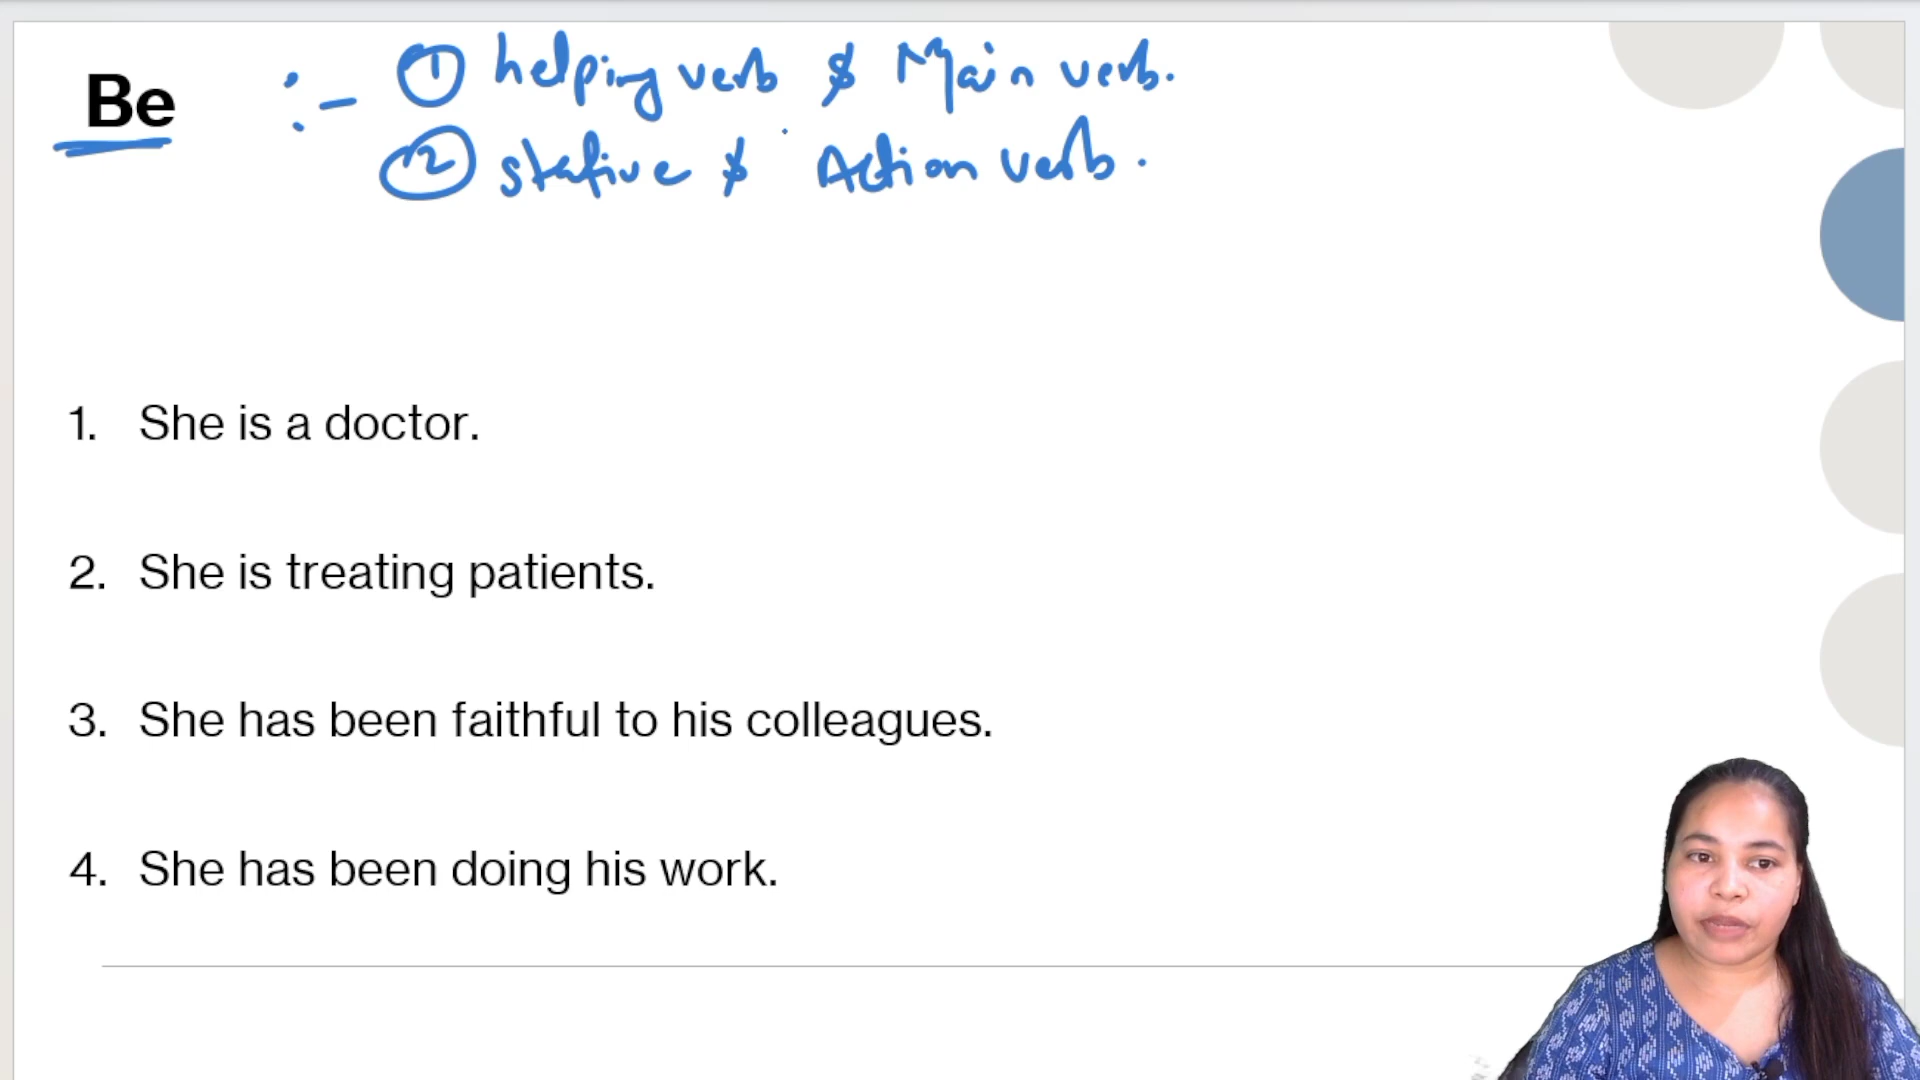 Be :- ① helping verb & Main verb.
② stative & Action verb.
1. She is a doctor.
2. She is treating patients.
3. She has been faithful to his colleagues.
4. She has been doing his work.